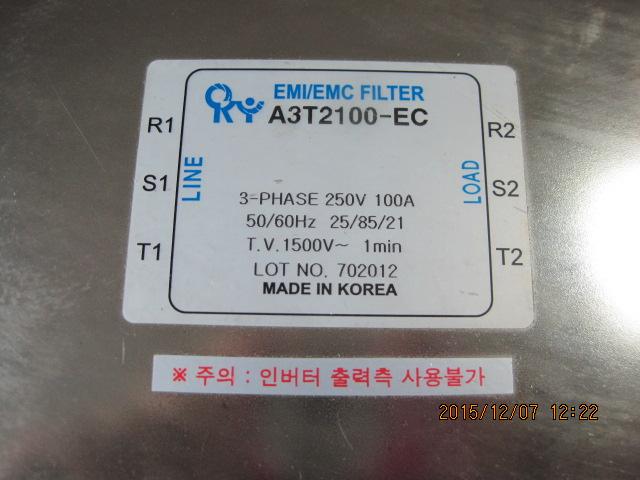 EMI/EMC FILTER
A3T2100-EC
R1
R2
LINE
LOAD
S1
S2
3-PHASE 250V 100A
50/60Hz 25/85/21
T1
T2
T.V.1500V~ 1min
LOT NO. 702012
MADE IN KOREA
※ 주의 : 인버터 출력측 사용불가
2015/12/07 12:22